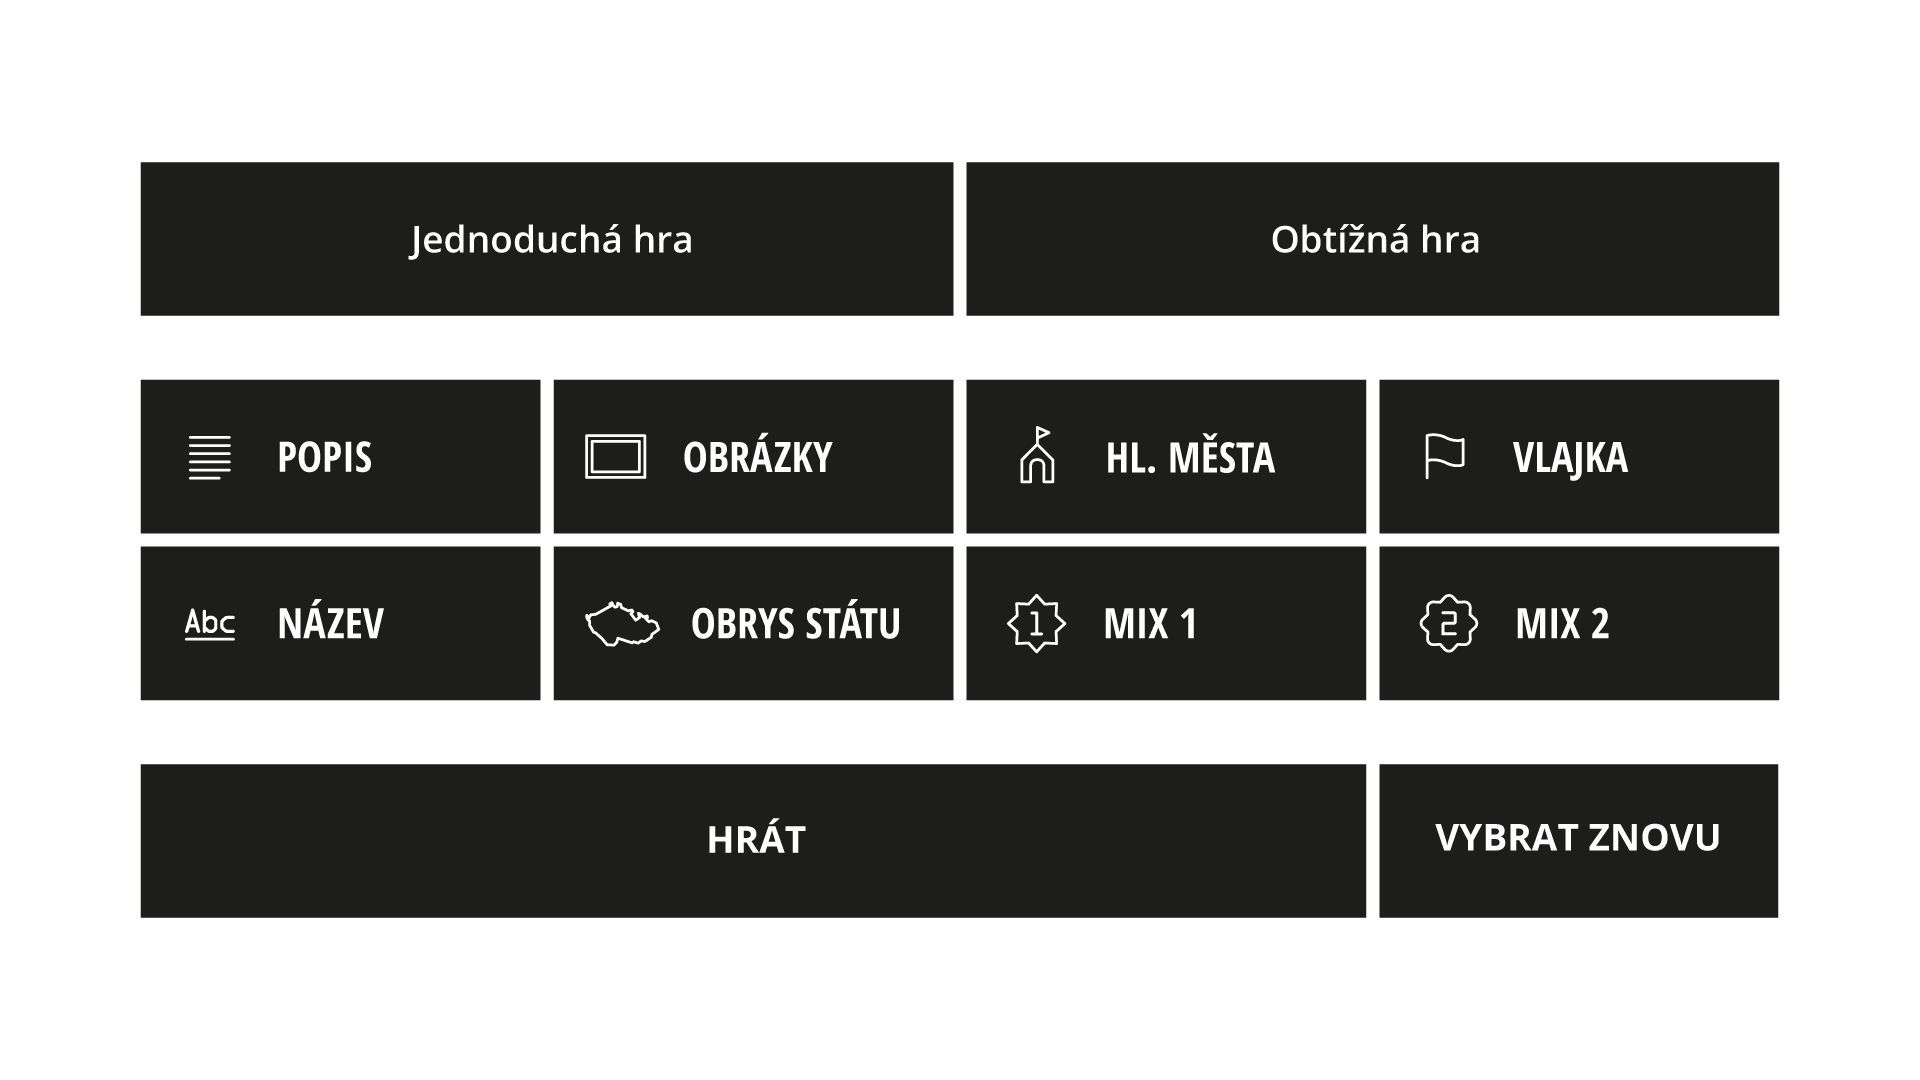 Jednoduchá hra
Obtížná hra
POPIS
OBRÁZKY
HL. MĚSTA
VLAJKA
Abc
NÁZEV
OBRYS STÁTU
1
MIX 1
2
MIX 2
HRÁT
VYBRAT ZNOVU